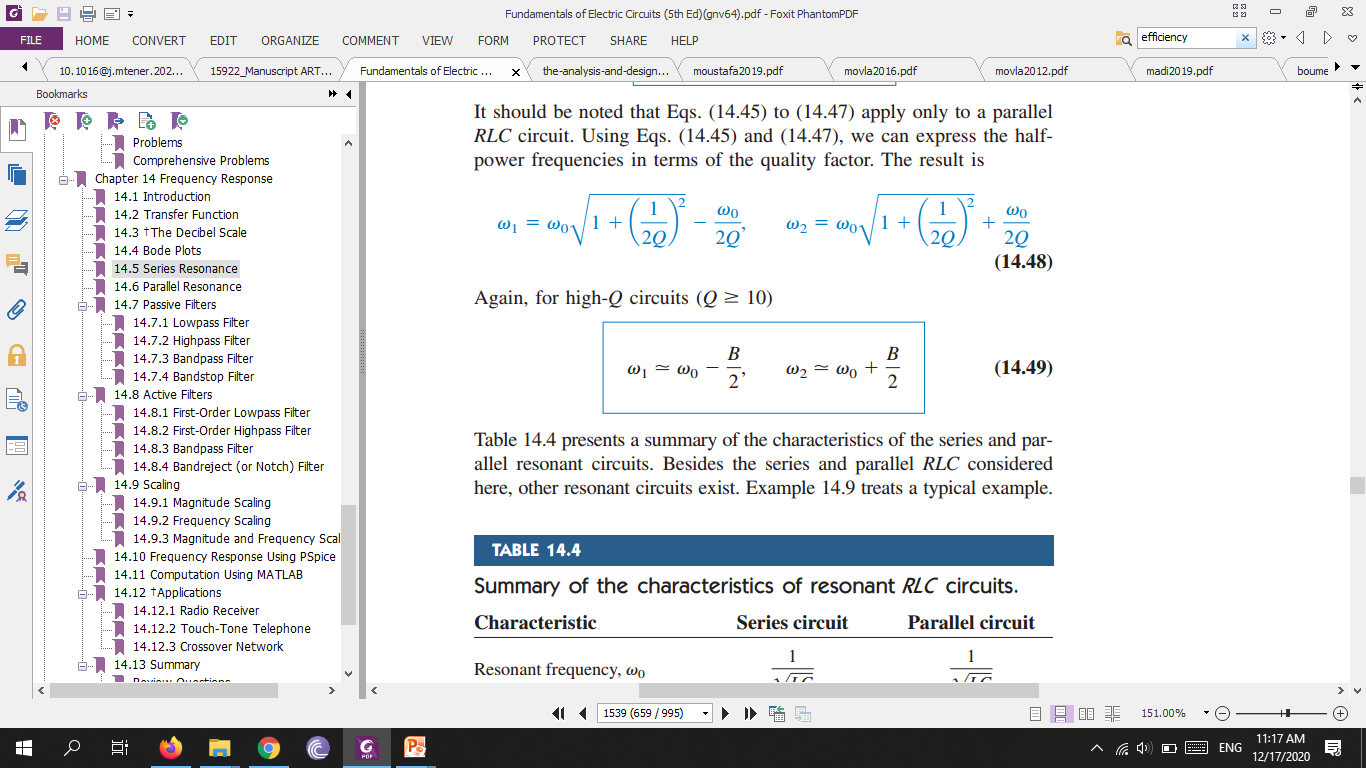 Fundamentals of Electric Circuits (5th Ed)(gnv64).pdf - Foxit PhantomPDF
FILE HOME CONVERT EDIT ORGANIZE COMMENT VIEW FORM PROTECT SHARE HELP
efficiency
10.1016@j.mtener.202...
15922_Manuscript ART...
Fundamentals of Electric ...
the-analysis-and-design...
moustafa2019.pdf
movla2016.pdf
movla2012.pdf
madi2019.pdf
boume
Bookmarks
Problems
Comprehensive Problems
Chapter 14 Frequency Response
14.1 Introduction
14.2 Transfer Function
14.3 †The Decibel Scale
14.4 Bode Plots
14.5 Series Resonance
14.6 Parallel Resonance
14.7 Passive Filters
14.7.1 Lowpass Filter
14.7.2 Highpass Filter
14.7.3 Bandpass Filter
14.7.4 Bandstop Filter
14.8 Active Filters
14.8.1 First-Order Lowpass Filter
14.8.2 First-Order Highpass Filter
14.8.3 Bandpass Filter
14.8.4 Bandreject (or Notch) Filter
14.9 Scaling
14.9.1 Magnitude Scaling
14.9.2 Frequency Scaling
14.9.3 Magnitude and Frequency Scal
14.10 Frequency Response Using PSpice
14.11 Computation Using MATLAB
14.12 †Applications
14.12.1 Radio Receiver
14.12.2 Touch-Tone Telephone
14.12.3 Crossover Network
14.13 Summary
Review Questions
It should be noted that Eqs. (14.45) to (14.47) apply only to a parallel
RLC circuit. Using Eqs. (14.45) and (14.47), we can express the half-
power frequencies in terms of the quality factor. The result is
ω₁ = ω₀√(1 + (1/2Q)²) − ω₀/2Q, ω₂ = ω₀√(1 + (1/2Q)²) + ω₀/2Q
(14.48)
Again, for high-Q circuits (Q ≥ 10)
ω₁ ≃ ω₀ − B/2, ω₂ ≃ ω₀ + B/2 (14.49)
Table 14.4 presents a summary of the characteristics of the series and par-
allel resonant circuits. Besides the series and parallel RLC considered
here, other resonant circuits exist. Example 14.9 treats a typical example.
TABLE 14.4
Summary of the characteristics of resonant RLC circuits.
Characteristic Series circuit Parallel circuit
Resonant frequency, ω₀ 1/√LC 1/√LC
1539 (659 / 995)
151.00%
ENG
11:17 AM
12/17/2020